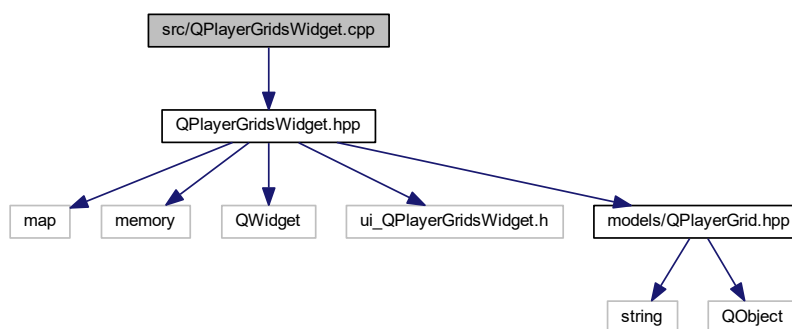 src/QPlayerGridsWidget.cpp
QPlayerGridsWidget.hpp
map
memory
QWidget
ui_QPlayerGridsWidget.h
models/QPlayerGrid.hpp
string
QObject